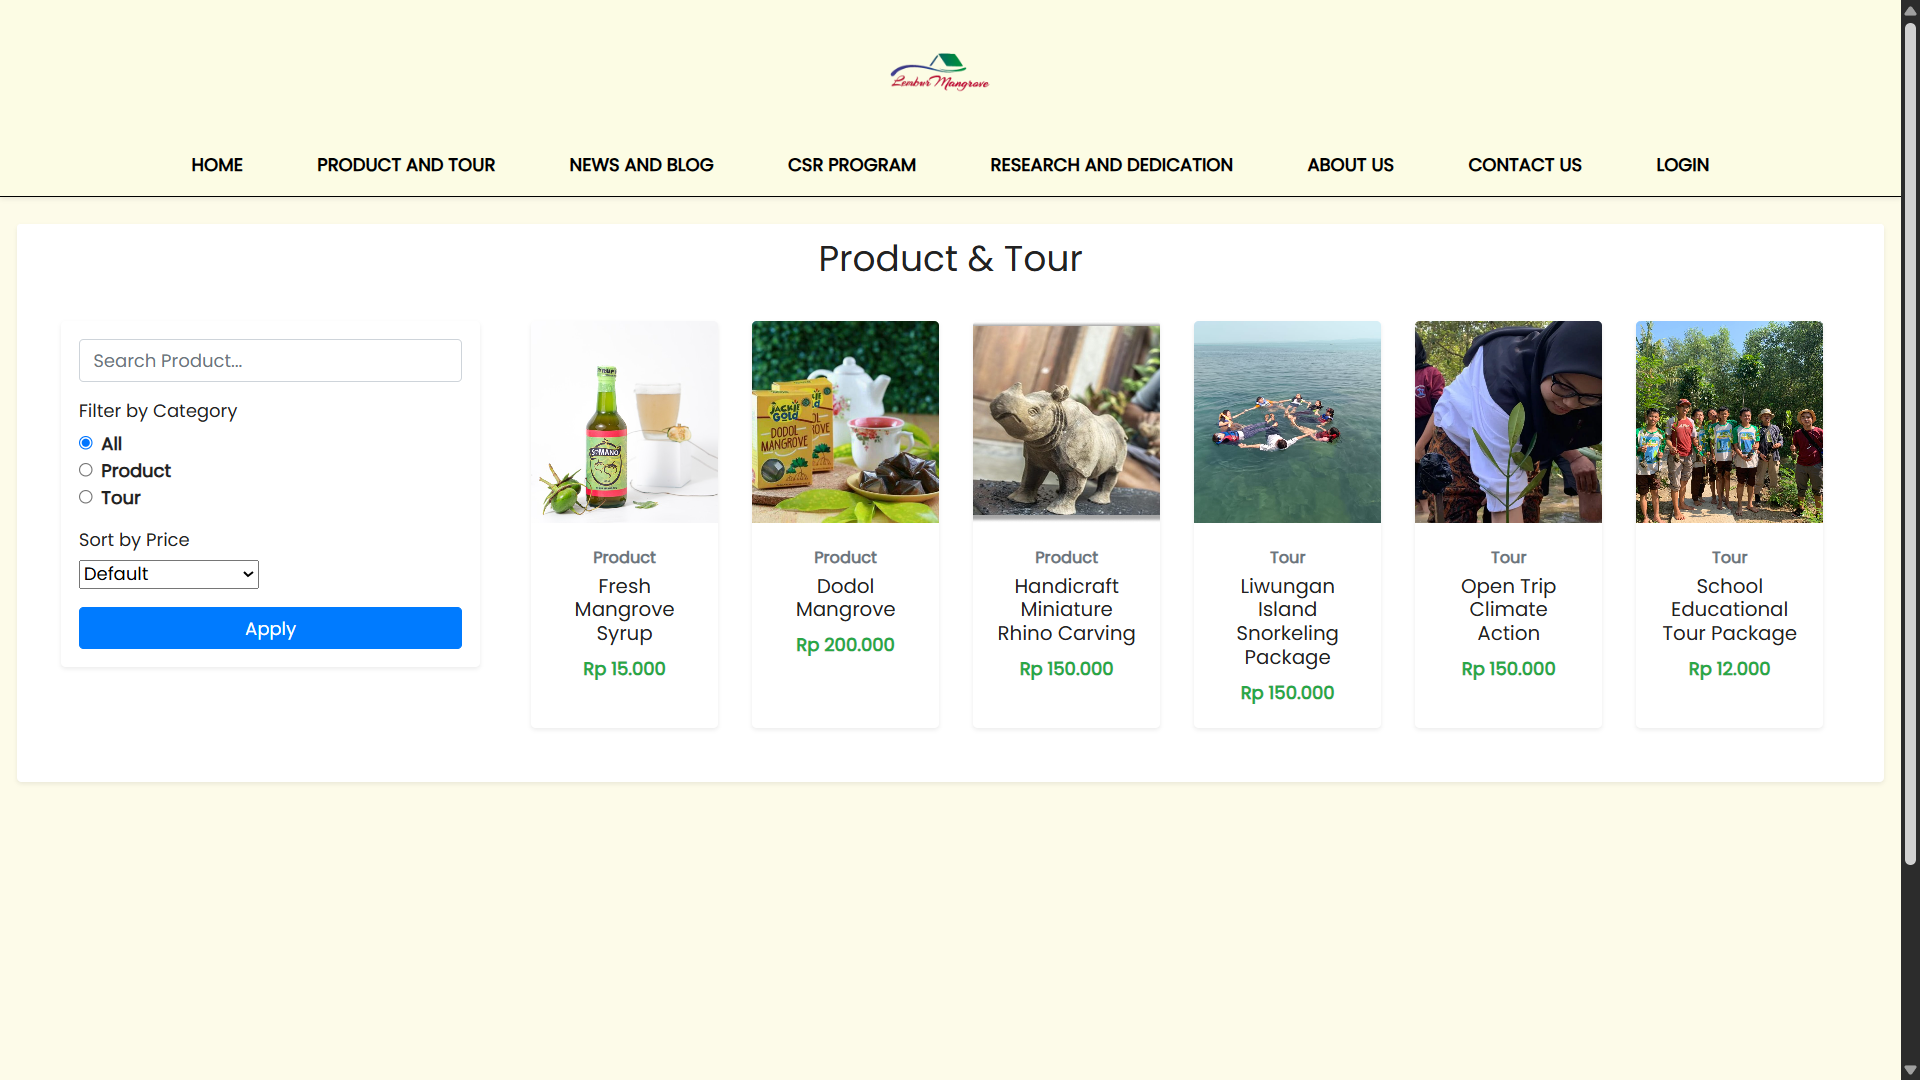 Lembur Mangrove
HOME
PRODUCT AND TOUR
NEWS AND BLOG
CSR PROGRAM
RESEARCH AND DEDICATION
ABOUT US
CONTACT US
LOGIN
Product & Tour
Search Product...
Filter by Category
All
Product
Tour
Sort by Price
Default
Apply
Product
Fresh
Mangrove
Syrup
Rp 15.000
JACKIE
GOLD
DODOL
MANGROVE
Product
Dodol
Mangrove
Rp 200.000
Product
Handicraft
Miniature
Rhino Carving
Rp 150.000
Tour
Liwungan
Island
Snorkeling
Package
Rp 150.000
Tour
Open Trip
Climate
Action
Rp 150.000
Tour
School
Educational
Tour Package
Rp 12.000